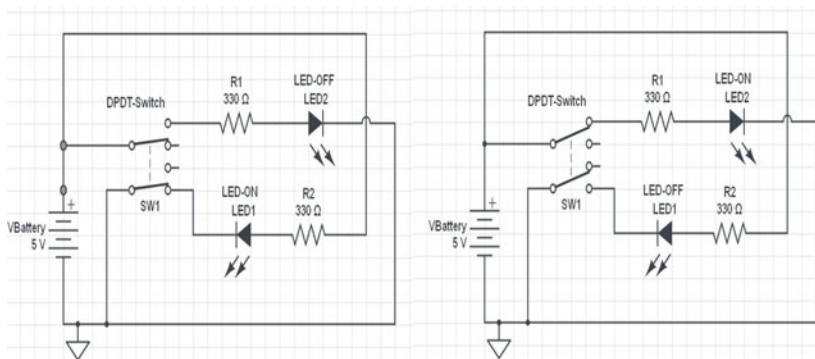 LED-OFF
LED2
R1
330 Ω
DPDT-Switch
SW1
LED-ON
LED1
R2
330 Ω
+
VBattery
5 V
LED-ON
LED2
R1
330 Ω
DPDT-Switch
SW1
LED-OFF
LED1
R2
330 Ω
+
VBattery
5 V